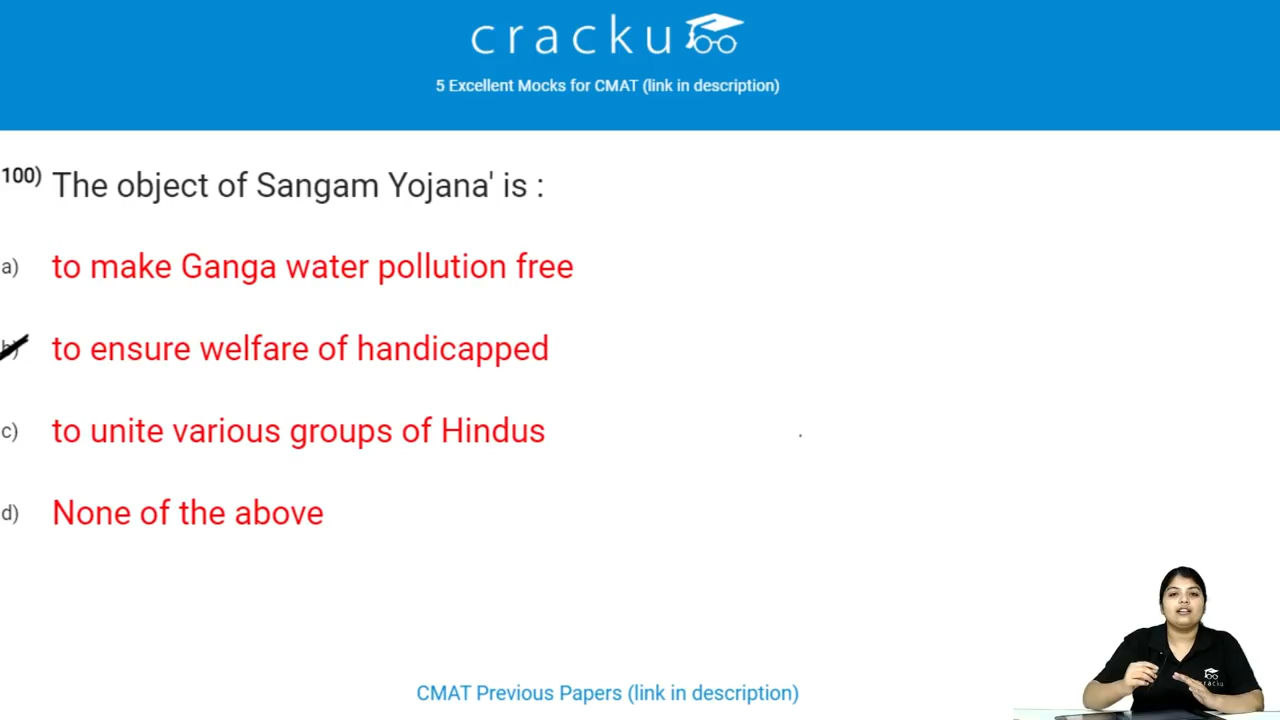 cracku
5 Excellent Mocks for CMAT (link in description)
100) The object of Sangam Yojana' is :
a) to make Ganga water pollution free
b) to ensure welfare of handicapped
c) to unite various groups of Hindus
d) None of the above
cracku
CMAT Previous Papers (link in description)